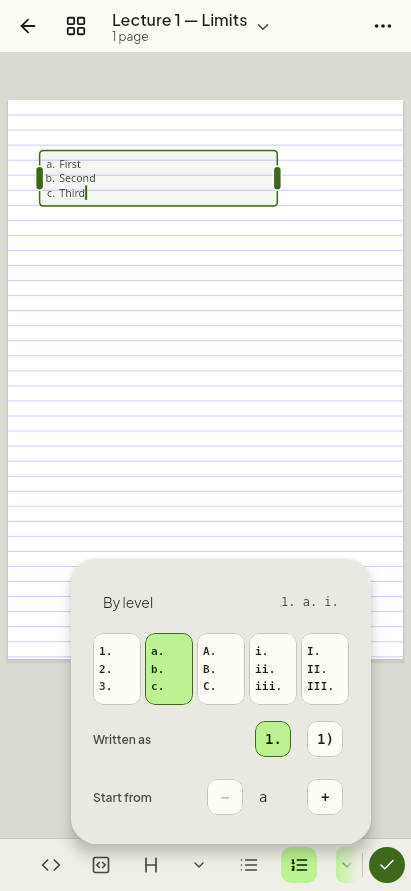 Lecture 1 — Limits
1 page
a. First
b. Second
c. Third
By level 1. a. i.
1. a. A. i. I.
2. b. B. ii. II.
3. c. C. iii. III.
Written as 1. 1)
Start from − a +
H